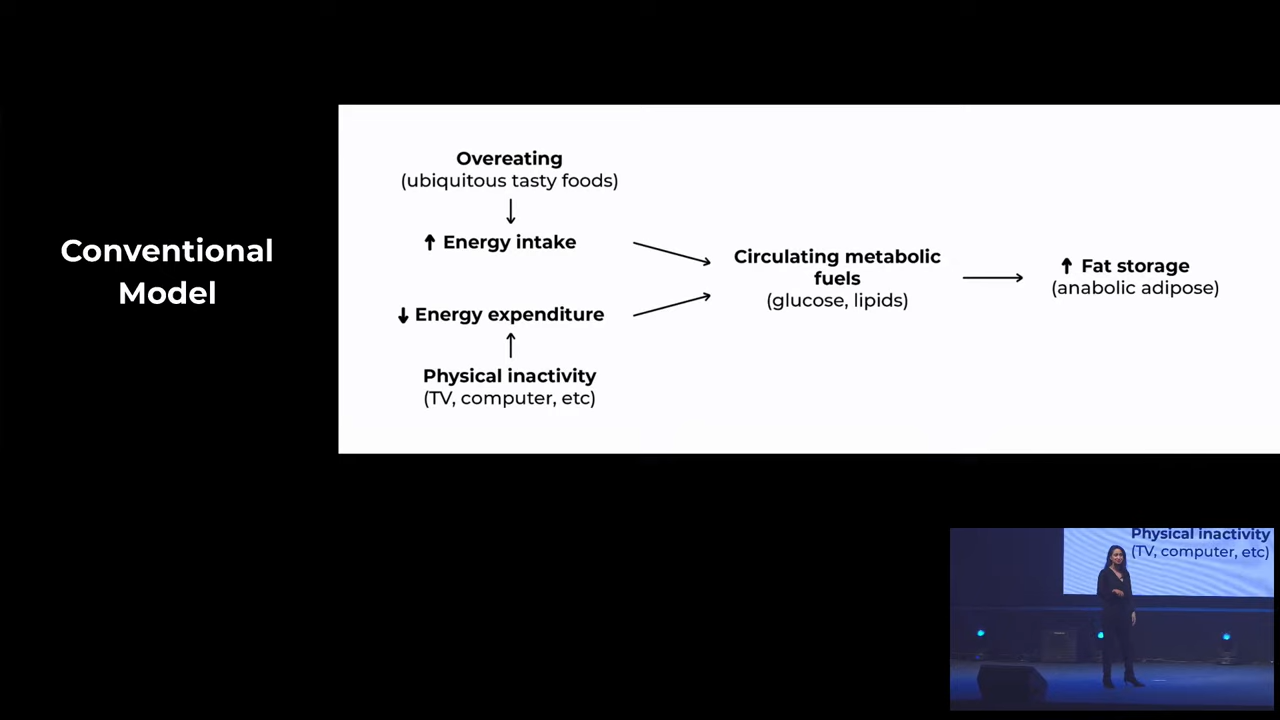 Conventional
Model
Overeating
(ubiquitous tasty foods)
↓
↑ Energy intake
↓ Energy expenditure
↑
Physical inactivity
(TV, computer, etc)
Circulating metabolic
fuels
(glucose, lipids)
↑ Fat storage
(anabolic adipose)
Physical inactivity
(TV, computer, etc)